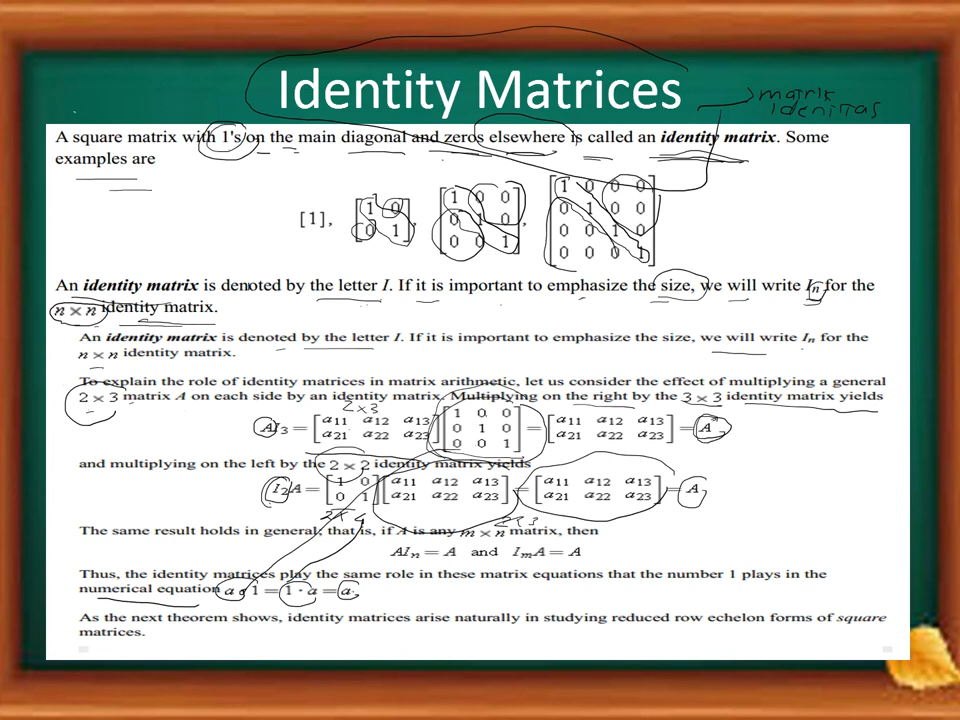 Identity Matrices
matrik
idenitas
A square matrix with 1's on the main diagonal and zeros elsewhere is called an identity matrix. Some
examples are
[1], [1 0
0 1], [1 0 0
0 1 0
0 0 1], [1 0 0 0
0 1 0 0
0 0 1 0
0 0 0 1]
An identity matrix is denoted by the letter I. If it is important to emphasize the size, we will write Iₙ for the
n × n identity matrix.
An identity matrix is denoted by the letter I. If it is important to emphasize the size, we will write Iₙ for the
n × n identity matrix.
To explain the role of identity matrices in matrix arithmetic, let us consider the effect of multiplying a general
2 × 3 matrix A on each side by an identity matrix. Multiplying on the right by the 3 × 3 identity matrix yields
2×3
AI₃ = [a₁₁ a₁₂ a₁₃
a₂₁ a₂₂ a₂₃] [1 0 0
0 1 0
0 0 1] = [a₁₁ a₁₂ a₁₃
a₂₁ a₂₂ a₂₃] = A
and multiplying on the left by the 2 × 2 identity matrix yields
I₂A = [1 0
0 1] [a₁₁ a₁₂ a₁₃
a₂₁ a₂₂ a₂₃] = [a₁₁ a₁₂ a₁₃
a₂₁ a₂₂ a₂₃] = A
2×3
The same result holds in general; that is, if A is any m × n matrix, then
AIₙ = A and IₘA = A
Thus, the identity matrices play the same role in these matrix equations that the number 1 plays in the
numerical equation a · 1 = 1 · a = a.
As the next theorem shows, identity matrices arise naturally in studying reduced row echelon forms of square
matrices.